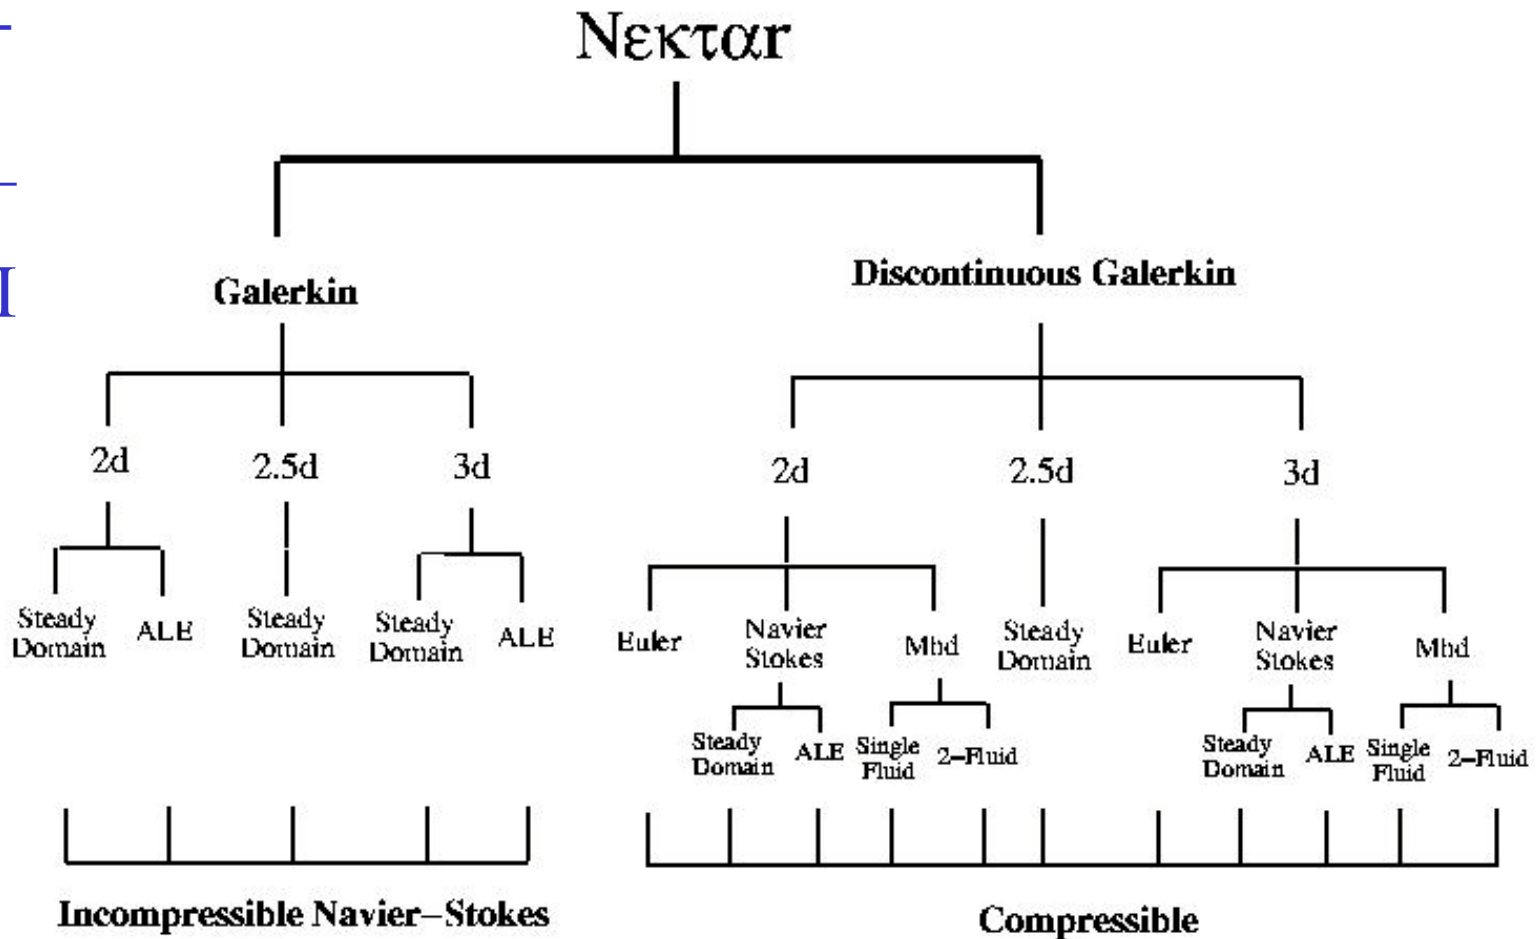 Νεκταr
I
Galerkin
Discontinuous Galerkin
2d
2.5d
3d
2d
2.5d
3d
Steady
Domain
ALE
Steady
Domain
Steady
Domain
ALE
Euler
Navier
Stokes
Mhd
Steady
Domain
Euler
Navier
Stokes
Mhd
Steady
Domain
ALE
Single
Fluid
2–Fluid
Steady
Domain
ALE
Single
Fluid
2–Fluid
Incompressible Navier–Stokes
Compressible